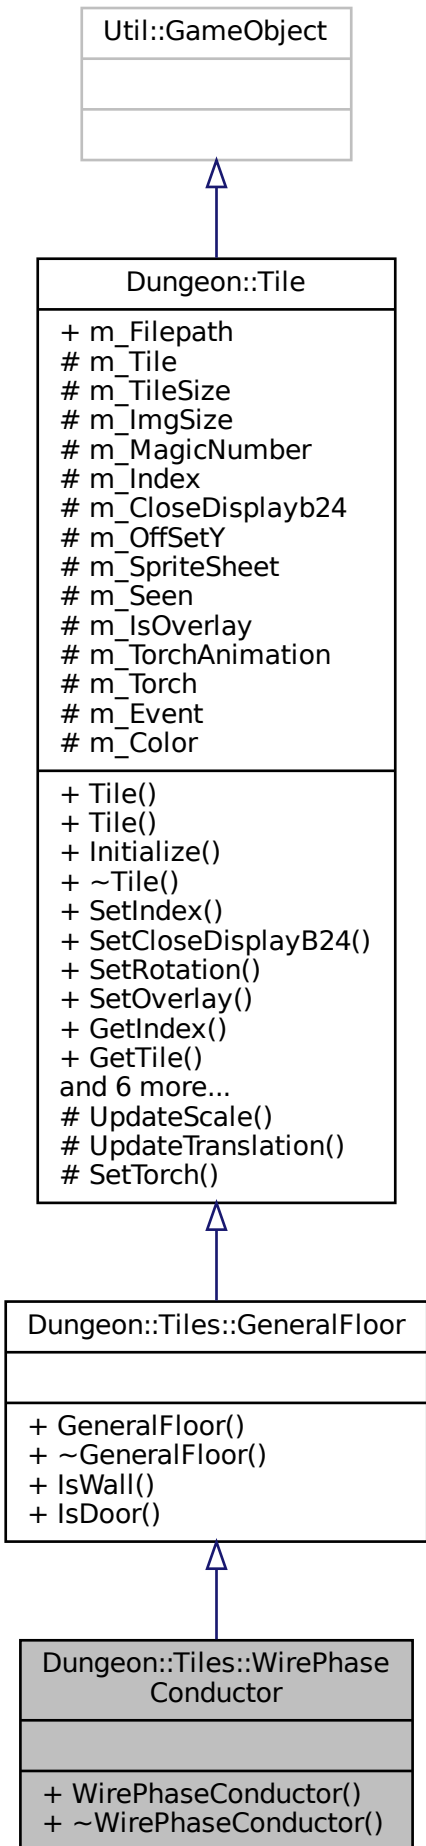 Util::GameObject
Dungeon::Tile
+ m_Filepath
# m_Tile
# m_TileSize
# m_ImgSize
# m_MagicNumber
# m_Index
# m_CloseDisplayb24
# m_OffSetY
# m_SpriteSheet
# m_Seen
# m_IsOverlay
# m_TorchAnimation
# m_Torch
# m_Event
# m_Color
+ Tile()
+ Tile()
+ Initialize()
+ ~Tile()
+ SetIndex()
+ SetCloseDisplayB24()
+ SetRotation()
+ SetOverlay()
+ GetIndex()
+ GetTile()
and 6 more...
# UpdateScale()
# UpdateTranslation()
# SetTorch()
Dungeon::Tiles::GeneralFloor
+ GeneralFloor()
+ ~GeneralFloor()
+ IsWall()
+ IsDoor()
Dungeon::Tiles::WirePhase
Conductor
+ WirePhaseConductor()
+ ~WirePhaseConductor()